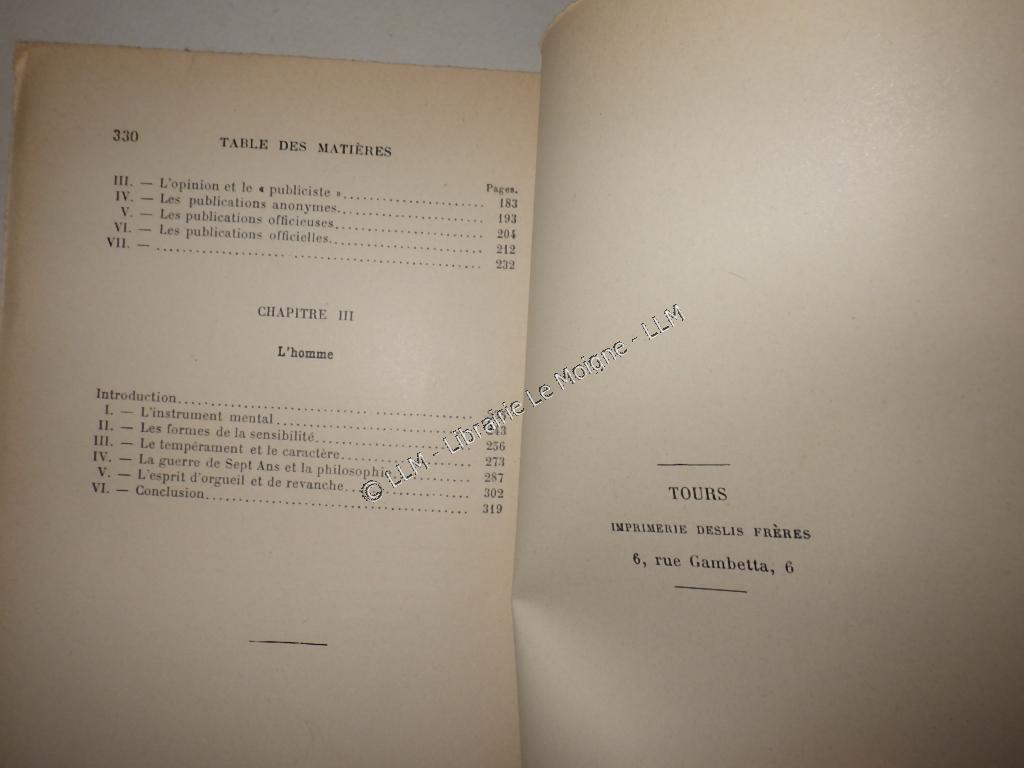 330
TABLE DES MATIÈRES
Pages.
III. — L'opinion et le « publiciste » 183
IV. — Les publications anonymes 193
V. — Les publications officieuses 204
VI. — Les publications officielles 212
VII. — 232
CHAPITRE III
L'homme
Introduction
I. — L'instrument mental 243
II. — Les formes de la sensibilité 256
III. — Le tempérament et le caractère 273
IV. — La guerre de Sept Ans et la philosophie 287
V. — L'esprit d'orgueil et de revanche 302
VI. — Conclusion 319
© LLM - Librairie Le Moigne - LLM
TOURS
IMPRIMERIE DESLIS FRÈRES
6, rue Gambetta, 6